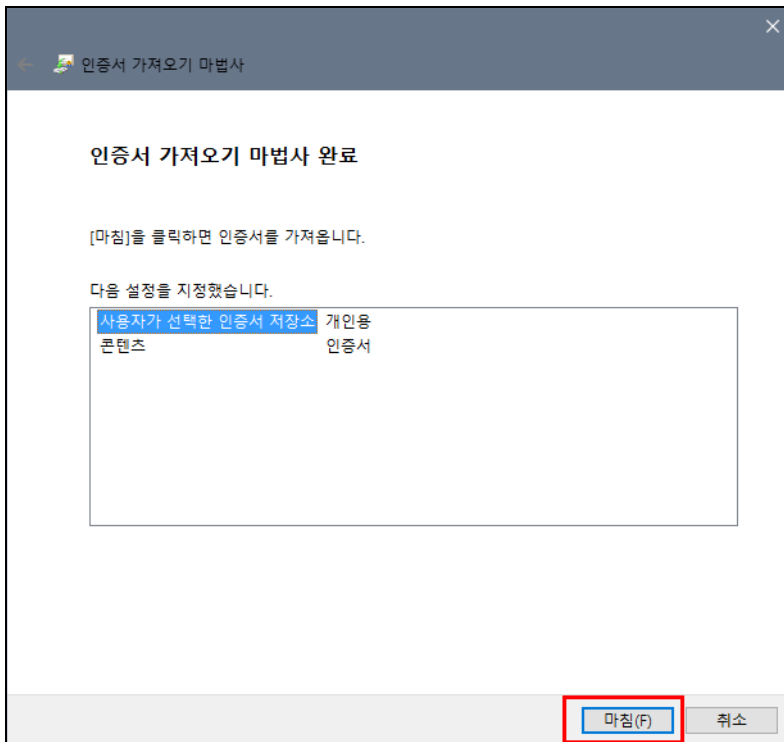 인증서 가져오기 마법사
인증서 가져오기 마법사 완료
[마침]을 클릭하면 인증서를 가져옵니다.
다음 설정을 지정했습니다.
사용자가 선택한 인증서 저장소 개인용
콘텐츠 인증서
마침(F) 취소